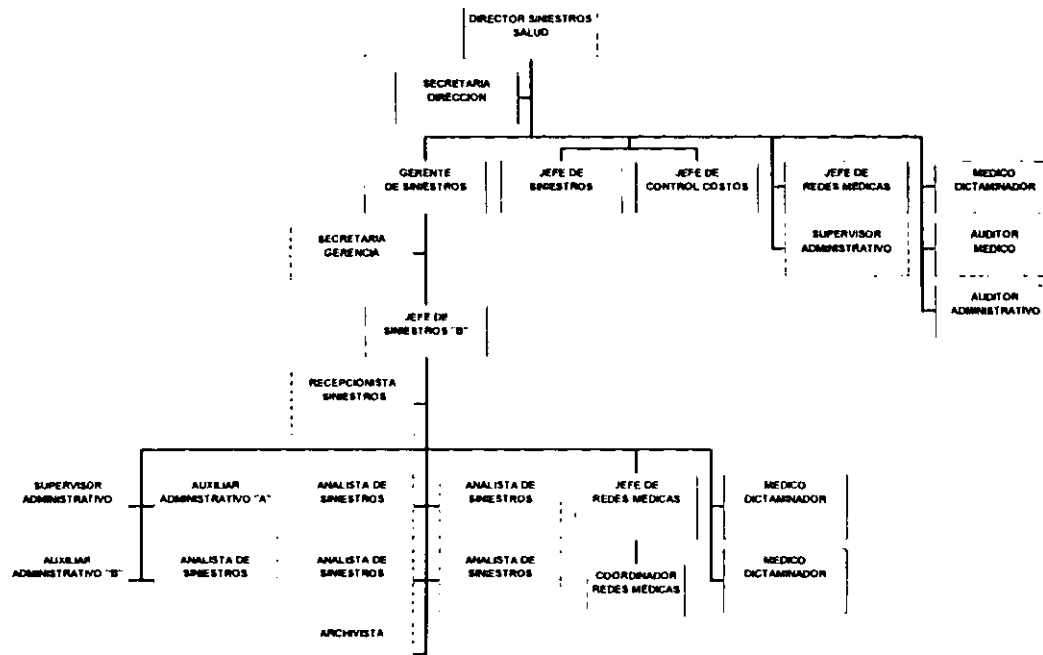 DIRECTOR SINIESTROS
SALUD
SECRETARIA
DIRECCION
GERENTE
DE SINIESTROS
JEFE DE
SINIESTROS
JEFE DE
CONTROL COSTOS
JEFE DE
REDES MÉDICAS
MEDICO
DICTAMINADOR
SECRETARIA
GERENCIA
SUPERVISOR
ADMINISTRATIVO
AUDITOR
MEDICO
AUDITOR
ADMINISTRATIVO
JEFE DE
SINIESTROS "B"
RECEPCIONISTA
SINIESTROS
SUPERVISOR
ADMINISTRATIVO
AUXILIAR
ADMINISTRATIVO "A"
ANALISTA DE
SINIESTROS
ANALISTA DE
SINIESTROS
JEFE DE
REDES MÉDICAS
MEDICO
DICTAMINADOR
AUXILIAR
ADMINISTRATIVO "B"
ANALISTA DE
SINIESTROS
ANALISTA DE
SINIESTROS
ANALISTA DE
SINIESTROS
COORDINADOR
REDES MÉDICAS
MEDICO
DICTAMINADOR
ARCHIVISTA